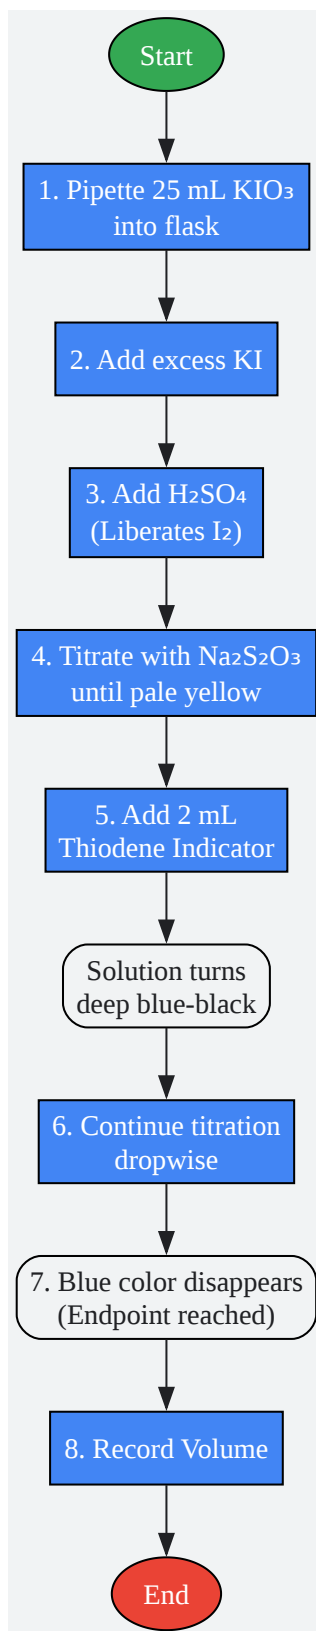 Start
1. Pipette 25 mL KIO₃
into flask
2. Add excess KI
3. Add H₂SO₄
(Liberates I₂)
4. Titrate with Na₂S₂O₃
until pale yellow
5. Add 2 mL
Thiodene Indicator
Solution turns
deep blue-black
6. Continue titration
dropwise
7. Blue color disappears
(Endpoint reached)
8. Record Volume
End